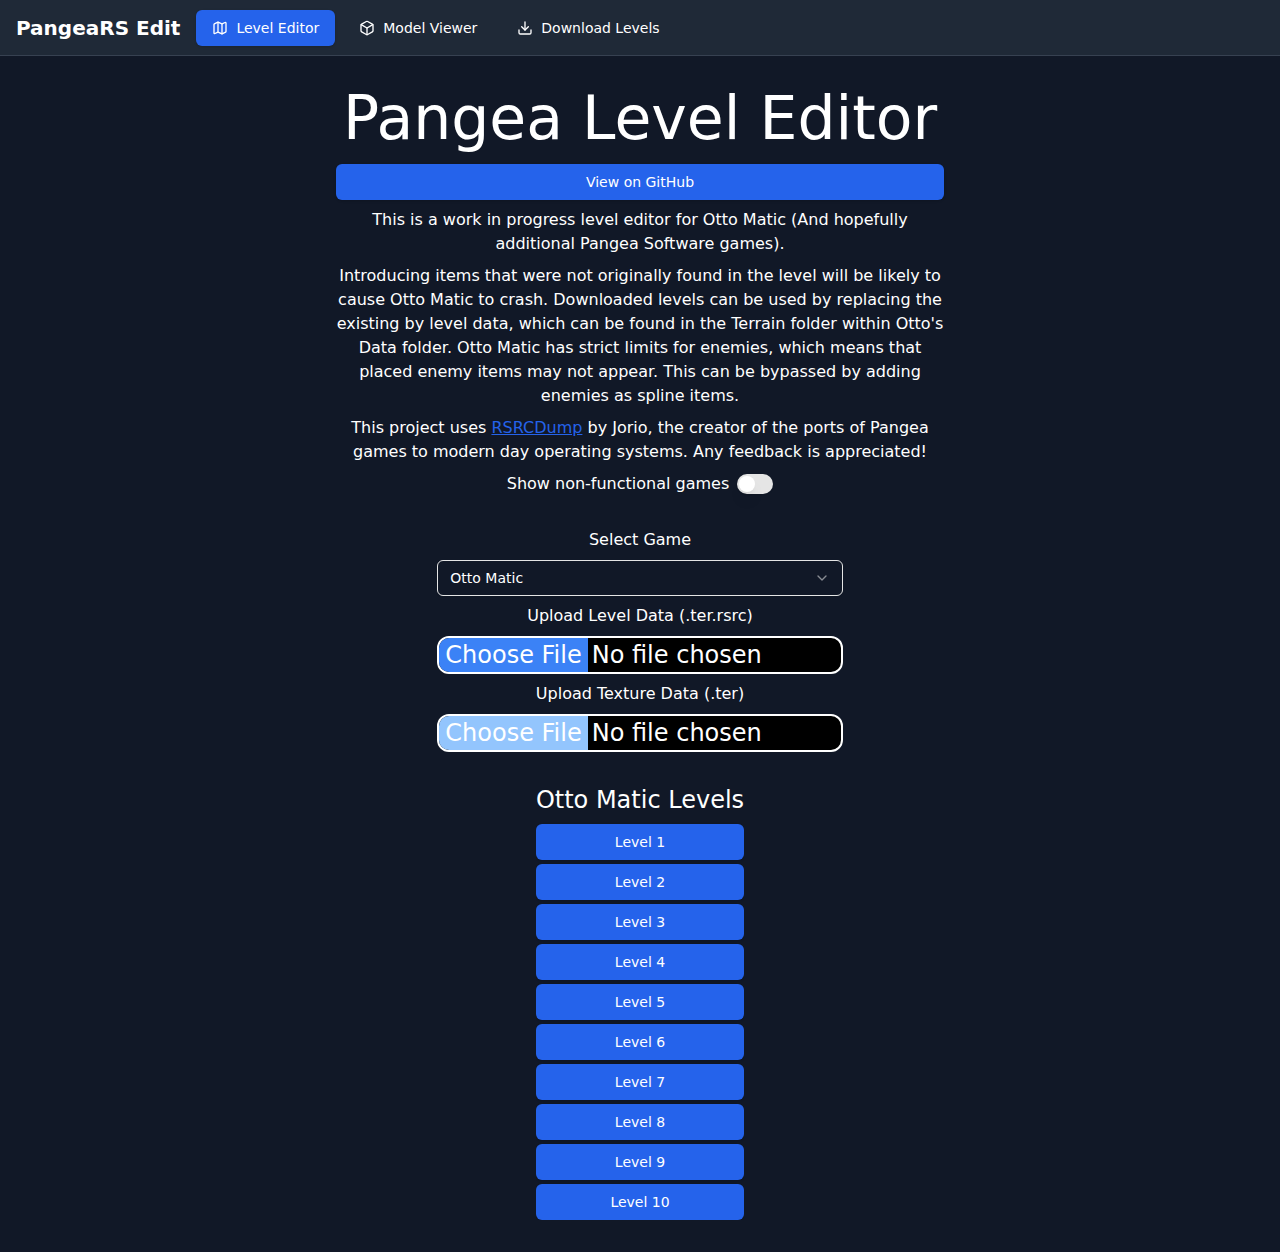 PangeaRS Edit
Level Editor
Model Viewer
Download Levels
Pangea Level Editor
View on GitHub
This is a work in progress level editor for Otto Matic (And hopefully
additional Pangea Software games).
Introducing items that were not originally found in the level will be likely to
cause Otto Matic to crash. Downloaded levels can be used by replacing the
existing by level data, which can be found in the Terrain folder within Otto's
Data folder. Otto Matic has strict limits for enemies, which means that
placed enemy items may not appear. This can be bypassed by adding
enemies as spline items.
This project uses RSRCDump by Jorio, the creator of the ports of Pangea
games to modern day operating systems. Any feedback is appreciated!
Show non-functional games
Select Game
Otto Matic
Upload Level Data (.ter.rsrc)
Choose File No file chosen
Upload Texture Data (.ter)
Choose File No file chosen
Otto Matic Levels
Level 1
Level 2
Level 3
Level 4
Level 5
Level 6
Level 7
Level 8
Level 9
Level 10